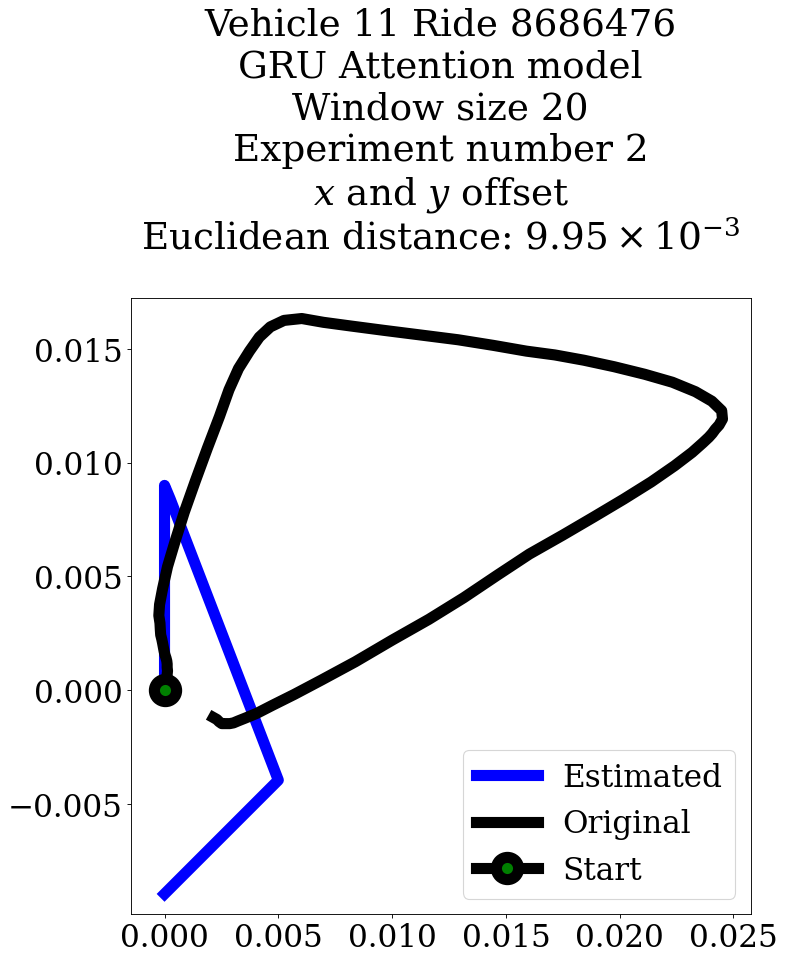 Vehicle 11 Ride 8686476
GRU Attention model
Window size 20
Experiment number 2
x and y offset
Euclidean distance: 9.95 × 10⁻³
0.015
0.010
0.005
0.000
−0.005
Estimated
Original
Start
0.000 0.005 0.010 0.015 0.020 0.025